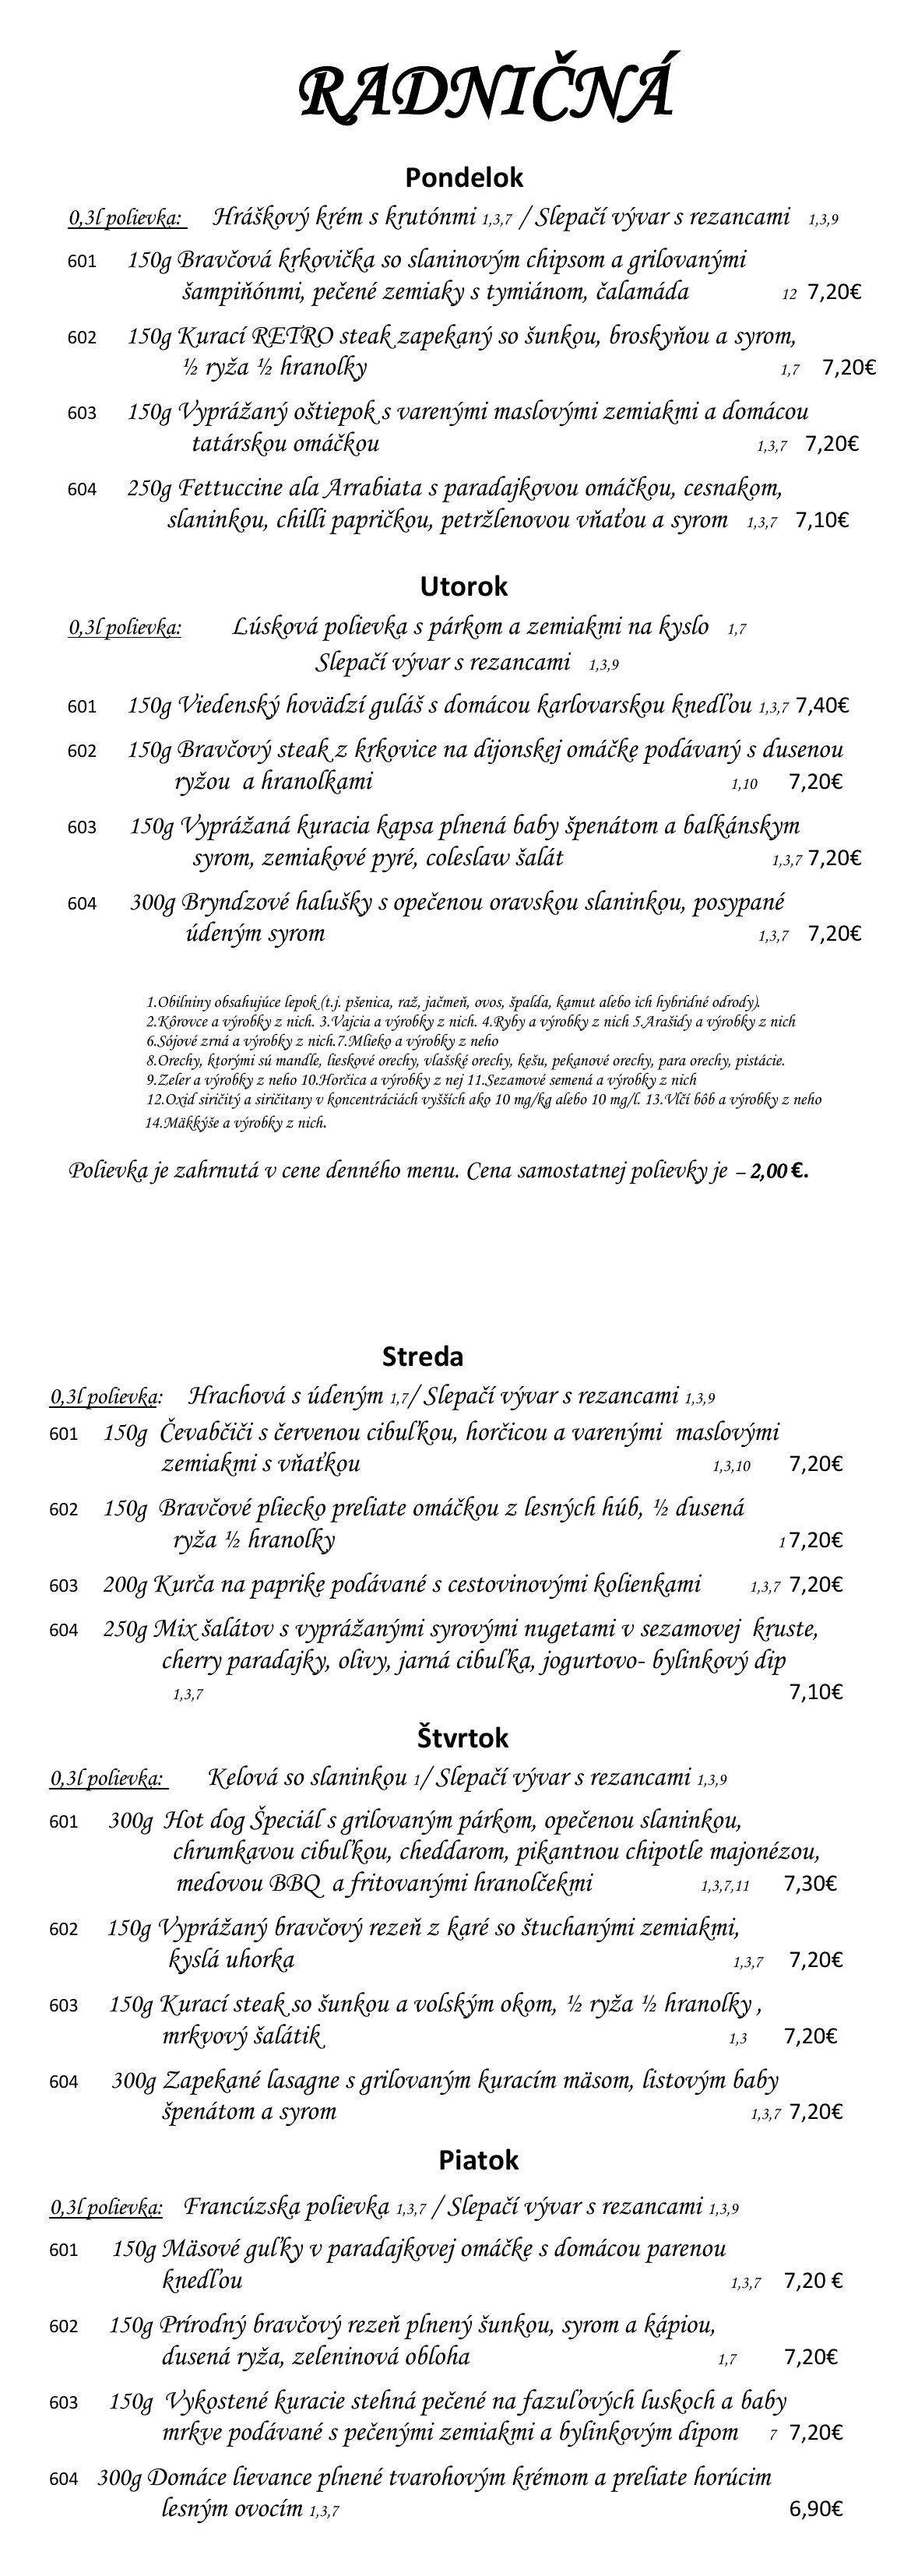 RADNIČNÁ
Pondelok
0,3l polievka: Hráškový krém s krutónmi 1,3,7 / Slepačí vývar s rezancami 1,3,9
601 150g Bravčová krkovička so slaninovým chipsom a grilovanými
šampiňónmi, pečené zemiaky s tymiánom, čalamáda 12 7,20€
602 150g Kurací RETRO steak zapekaný so šunkou, broskyňou a syrom,
½ ryža ½ hranolky 1,7 7,20€
603 150g Vyprážaný oštiepok s varenými maslovými zemiakmi a domácou
tatárskou omáčkou 1,3,7 7,20€
604 250g Fettuccine ala Arrabiata s paradajkovou omáčkou, cesnakom,
slaninkou, chilli papričkou, petržlenovou vňaťou a syrom 1,3,7 7,10€
Utorok
0,3l polievka: Lúsková polievka s párkom a zemiakmi na kyslo 1,7
Slepačí vývar s rezancami 1,3,9
601 150g Viedenský hovädzí guláš s domácou karlovarskou knedľou 1,3,7 7,40€
602 150g Bravčový steak z krkovice na dijonskej omáčke podávaný s dusenou
ryžou a hranolkami 1,10 7,20€
603 150g Vyprážaná kuracia kapsa plnená baby špenátom a balkánskym
syrom, zemiakové pyré, coleslaw šalát 1,3,7 7,20€
604 300g Bryndzové halušky s opečenou oravskou slaninkou, posypané
údeným syrom 1,3,7 7,20€
1.Obilniny obsahujúce lepok (t.j. pšenica, raž, jačmeň, ovos, špalda, kamut alebo ich hybridné odrody).
2.Kôrovce a výrobky z nich. 3.Vajcia a výrobky z nich. 4.Ryby a výrobky z nich 5.Arašidy a výrobky z nich
6.Sójové zrná a výrobky z nich.7.Mlieko a výrobky z neho
8.Orechy, ktorými sú mandle, lieskové orechy, vlašské orechy, kešu, pekanové orechy, para orechy, pistácie.
9.Zeler a výrobky z neho 10.Horčica a výrobky z nej 11.Sezamové semená a výrobky z nich
12.Oxid siričitý a siričitany v koncentráciách vyšších ako 10 mg/kg alebo 10 mg/l. 13.Vlčí bôb a výrobky z neho
14.Mäkkýše a výrobky z nich.
Polievka je zahrnutá v cene denného menu. Cena samostatnej polievky je – 2,00 €.
Streda
0,3l polievka: Hrachová s údeným 1,7/ Slepačí vývar s rezancami 1,3,9
601 150g Čevabčiči s červenou cibuľkou, horčicou a varenými maslovými
zemiakmi s vňaťkou 1,3,10 7,20€
602 150g Bravčové pliecko preliate omáčkou z lesných húb, ½ dusená
ryža ½ hranolky 1 7,20€
603 200g Kurča na paprike podávané s cestovinovými kolienkami 1,3,7 7,20€
604 250g Mix šalátov s vyprážanými syrovými nugetami v sezamovej kruste,
cherry paradajky, olivy, jarná cibuľka, jogurtovo- bylinkový dip
1,3,7 7,10€
Štvrtok
0,3l polievka: Kelová so slaninkou 1/ Slepačí vývar s rezancami 1,3,9
601 300g Hot dog Špeciál s grilovaným párkom, opečenou slaninkou,
chrumkavou cibuľkou, cheddarom, pikantnou chipotle majonézou,
medovou BBQ a fritovanými hranolčekmi 1,3,7,11 7,30€
602 150g Vyprážaný bravčový rezeň z karé so štuchanými zemiakmi,
kyslá uhorka 1,3,7 7,20€
603 150g Kurací steak so šunkou a volským okom, ½ ryža ½ hranolky ,
mrkvový šalátik 1,3 7,20€
604 300g Zapekané lasagne s grilovaným kuracím mäsom, listovým baby
špenátom a syrom 1,3,7 7,20€
Piatok
0,3l polievka: Francúzska polievka 1,3,7 / Slepačí vývar s rezancami 1,3,9
601 150g Mäsové guľky v paradajkovej omáčke s domácou parenou
knedľou 1,3,7 7,20 €
602 150g Prírodný bravčový rezeň plnený šunkou, syrom a kápiou,
dusená ryža, zeleninová obloha 1,7 7,20€
603 150g Vykostené kuracie stehná pečené na fazuľových luskoch a baby
mrkve podávané s pečenými zemiakmi a bylinkovým dipom 7 7,20€
604 300g Domáce lievance plnené tvarohovým krémom a preliate horúcim
lesným ovocím 1,3,7 6,90€